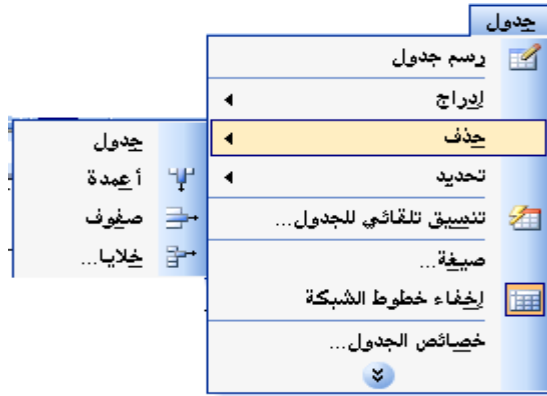 جدول
رسم جدول
إدراج
حذف
تحديد
تنسيق تلقائي للجدول...
صيغة...
إخفاء خطوط الشبكة
خصائص الجدول...
جدول
أعمدة
صفوف
خلايا...